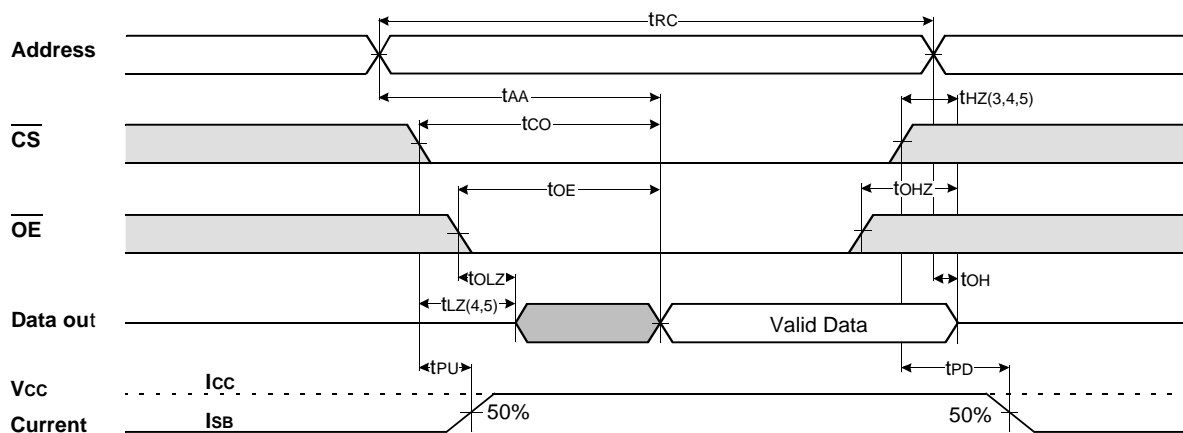 tRC
Address
tAA
tHZ(3,4,5)
tCO
CS
tOE
tOHZ
OE
tOLZ
tOH
tLZ(4,5)
Data out
Valid Data
tPU
tPD
VCC
ICC
50%
50%
Current
ISB